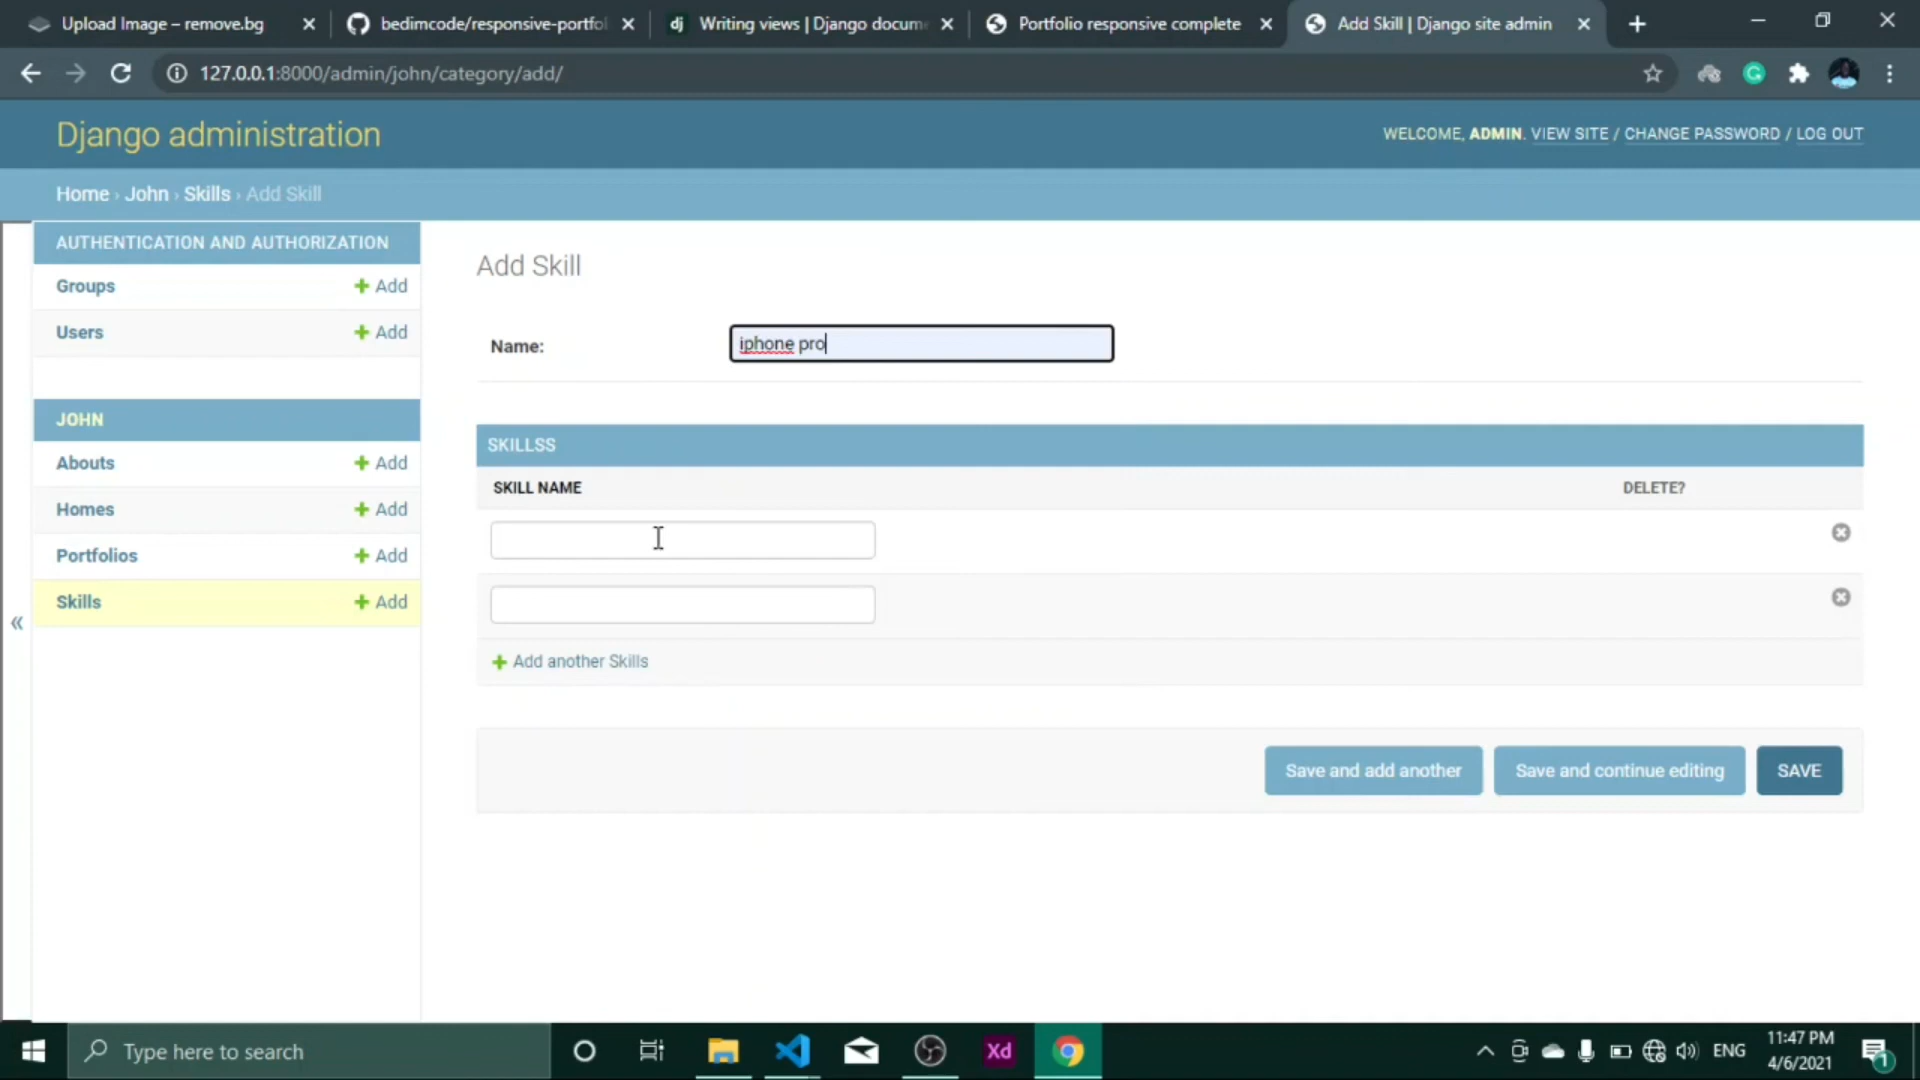 Upload Image – remove.bg
bedimcode/responsive-portfol
dj Writing views | Django docum
Portfolio responsive complete
Add Skill | Django site admin
127.0.0.1:8000/admin/john/category/add/
Django administration
WELCOME, ADMIN. VIEW SITE / CHANGE PASSWORD / LOG OUT
Home › John › Skills › Add Skill
AUTHENTICATION AND AUTHORIZATION
Groups + Add
Users + Add
JOHN
Abouts + Add
Homes + Add
Portfolios + Add
Skills + Add
«
Add Skill
Name: iphone pro
SKILLSS
SKILL NAME DELETE?
+ Add another Skills
Save and add another Save and continue editing SAVE
Type here to search
Xd
ENG
11:47 PM
4/6/2021
1